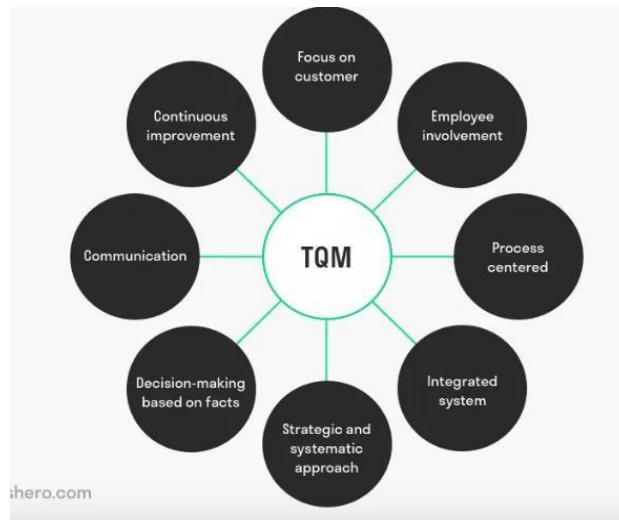 Focus on
customer
Continuous
improvement
Employee
involvement
Communication
TQM
Process
centered
Decision-making
based on facts
Integrated
system
Strategic and
systematic
approach
shero.com